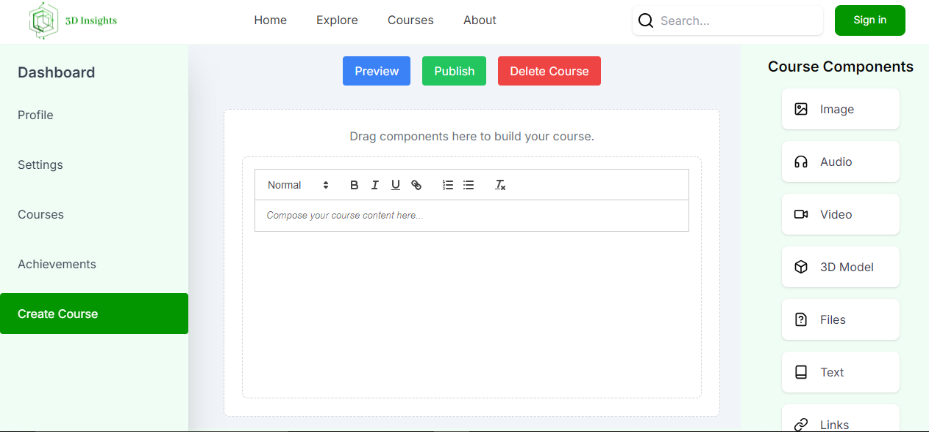 3D Insights
Home Explore Courses About
Search...
Sign in
Dashboard
Profile
Settings
Courses
Achievements
Create Course
Preview Publish Delete Course
Drag components here to build your course.
Normal B I U
Compose your course content here...
Course Components
Image
Audio
Video
3D Model
Files
Text
Links